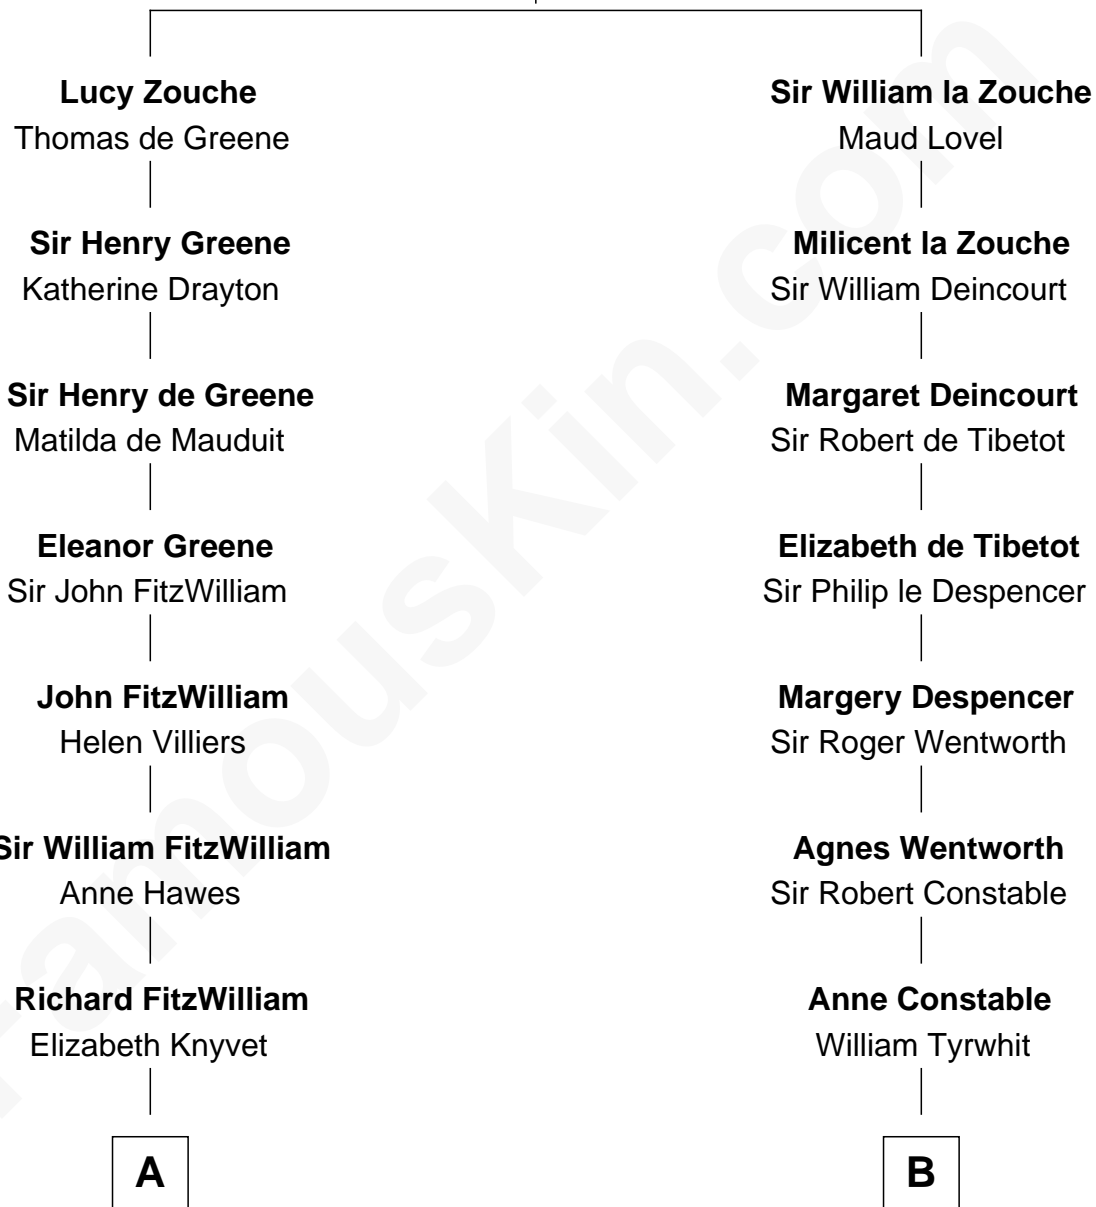 Lucy Zouche
Thomas de Greene
Sir Henry Greene
Katherine Drayton
Sir Henry de Greene
Matilda de Mauduit
Eleanor Greene
Sir John FitzWilliam
John FitzWilliam
Helen Villiers
Sir William FitzWilliam
Anne Hawes
Richard FitzWilliam
Elizabeth Knyvet
A
Sir William la Zouche
Maud Lovel
Milicent la Zouche
Sir William Deincourt
Margaret Deincourt
Sir Robert de Tibetot
Elizabeth de Tibetot
Sir Philip le Despencer
Margery Despencer
Sir Roger Wentworth
Agnes Wentworth
Sir Robert Constable
Anne Constable
William Tyrwhit
B
FamousKin.com